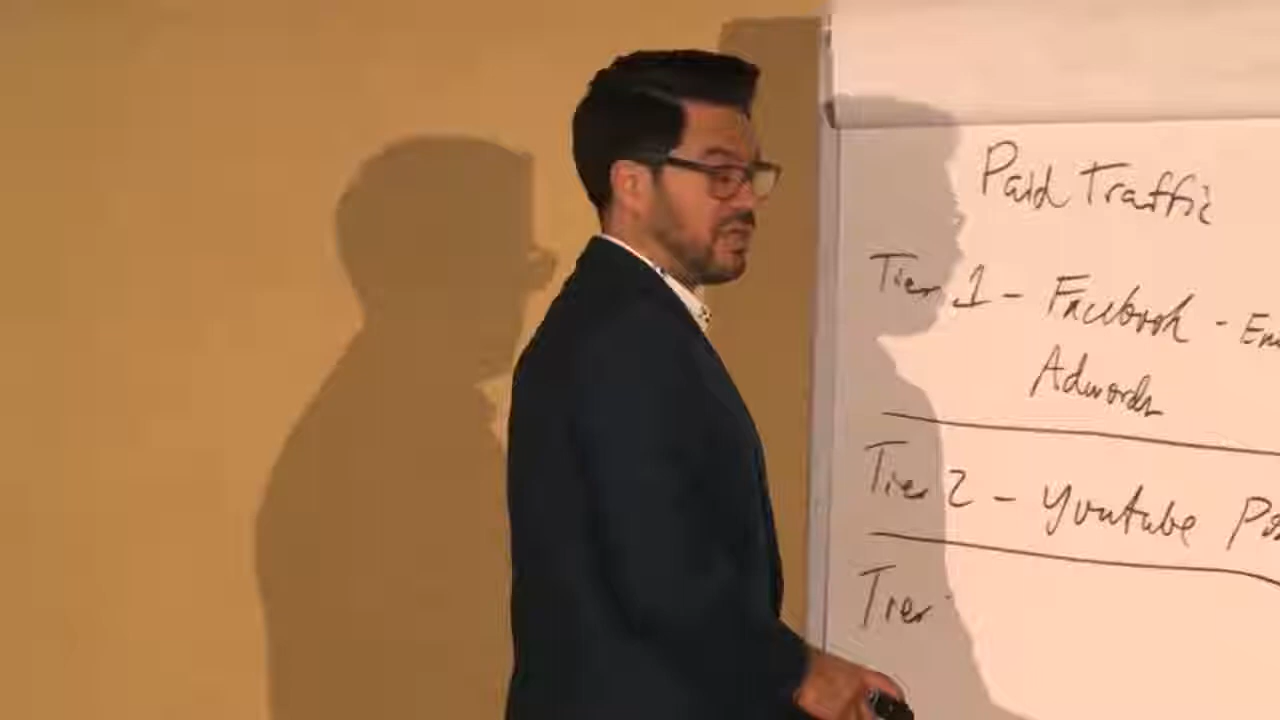 Paid Traffic
Tier 1 - Facebook -
Adwords
Tier 2 - Youtube
Tier